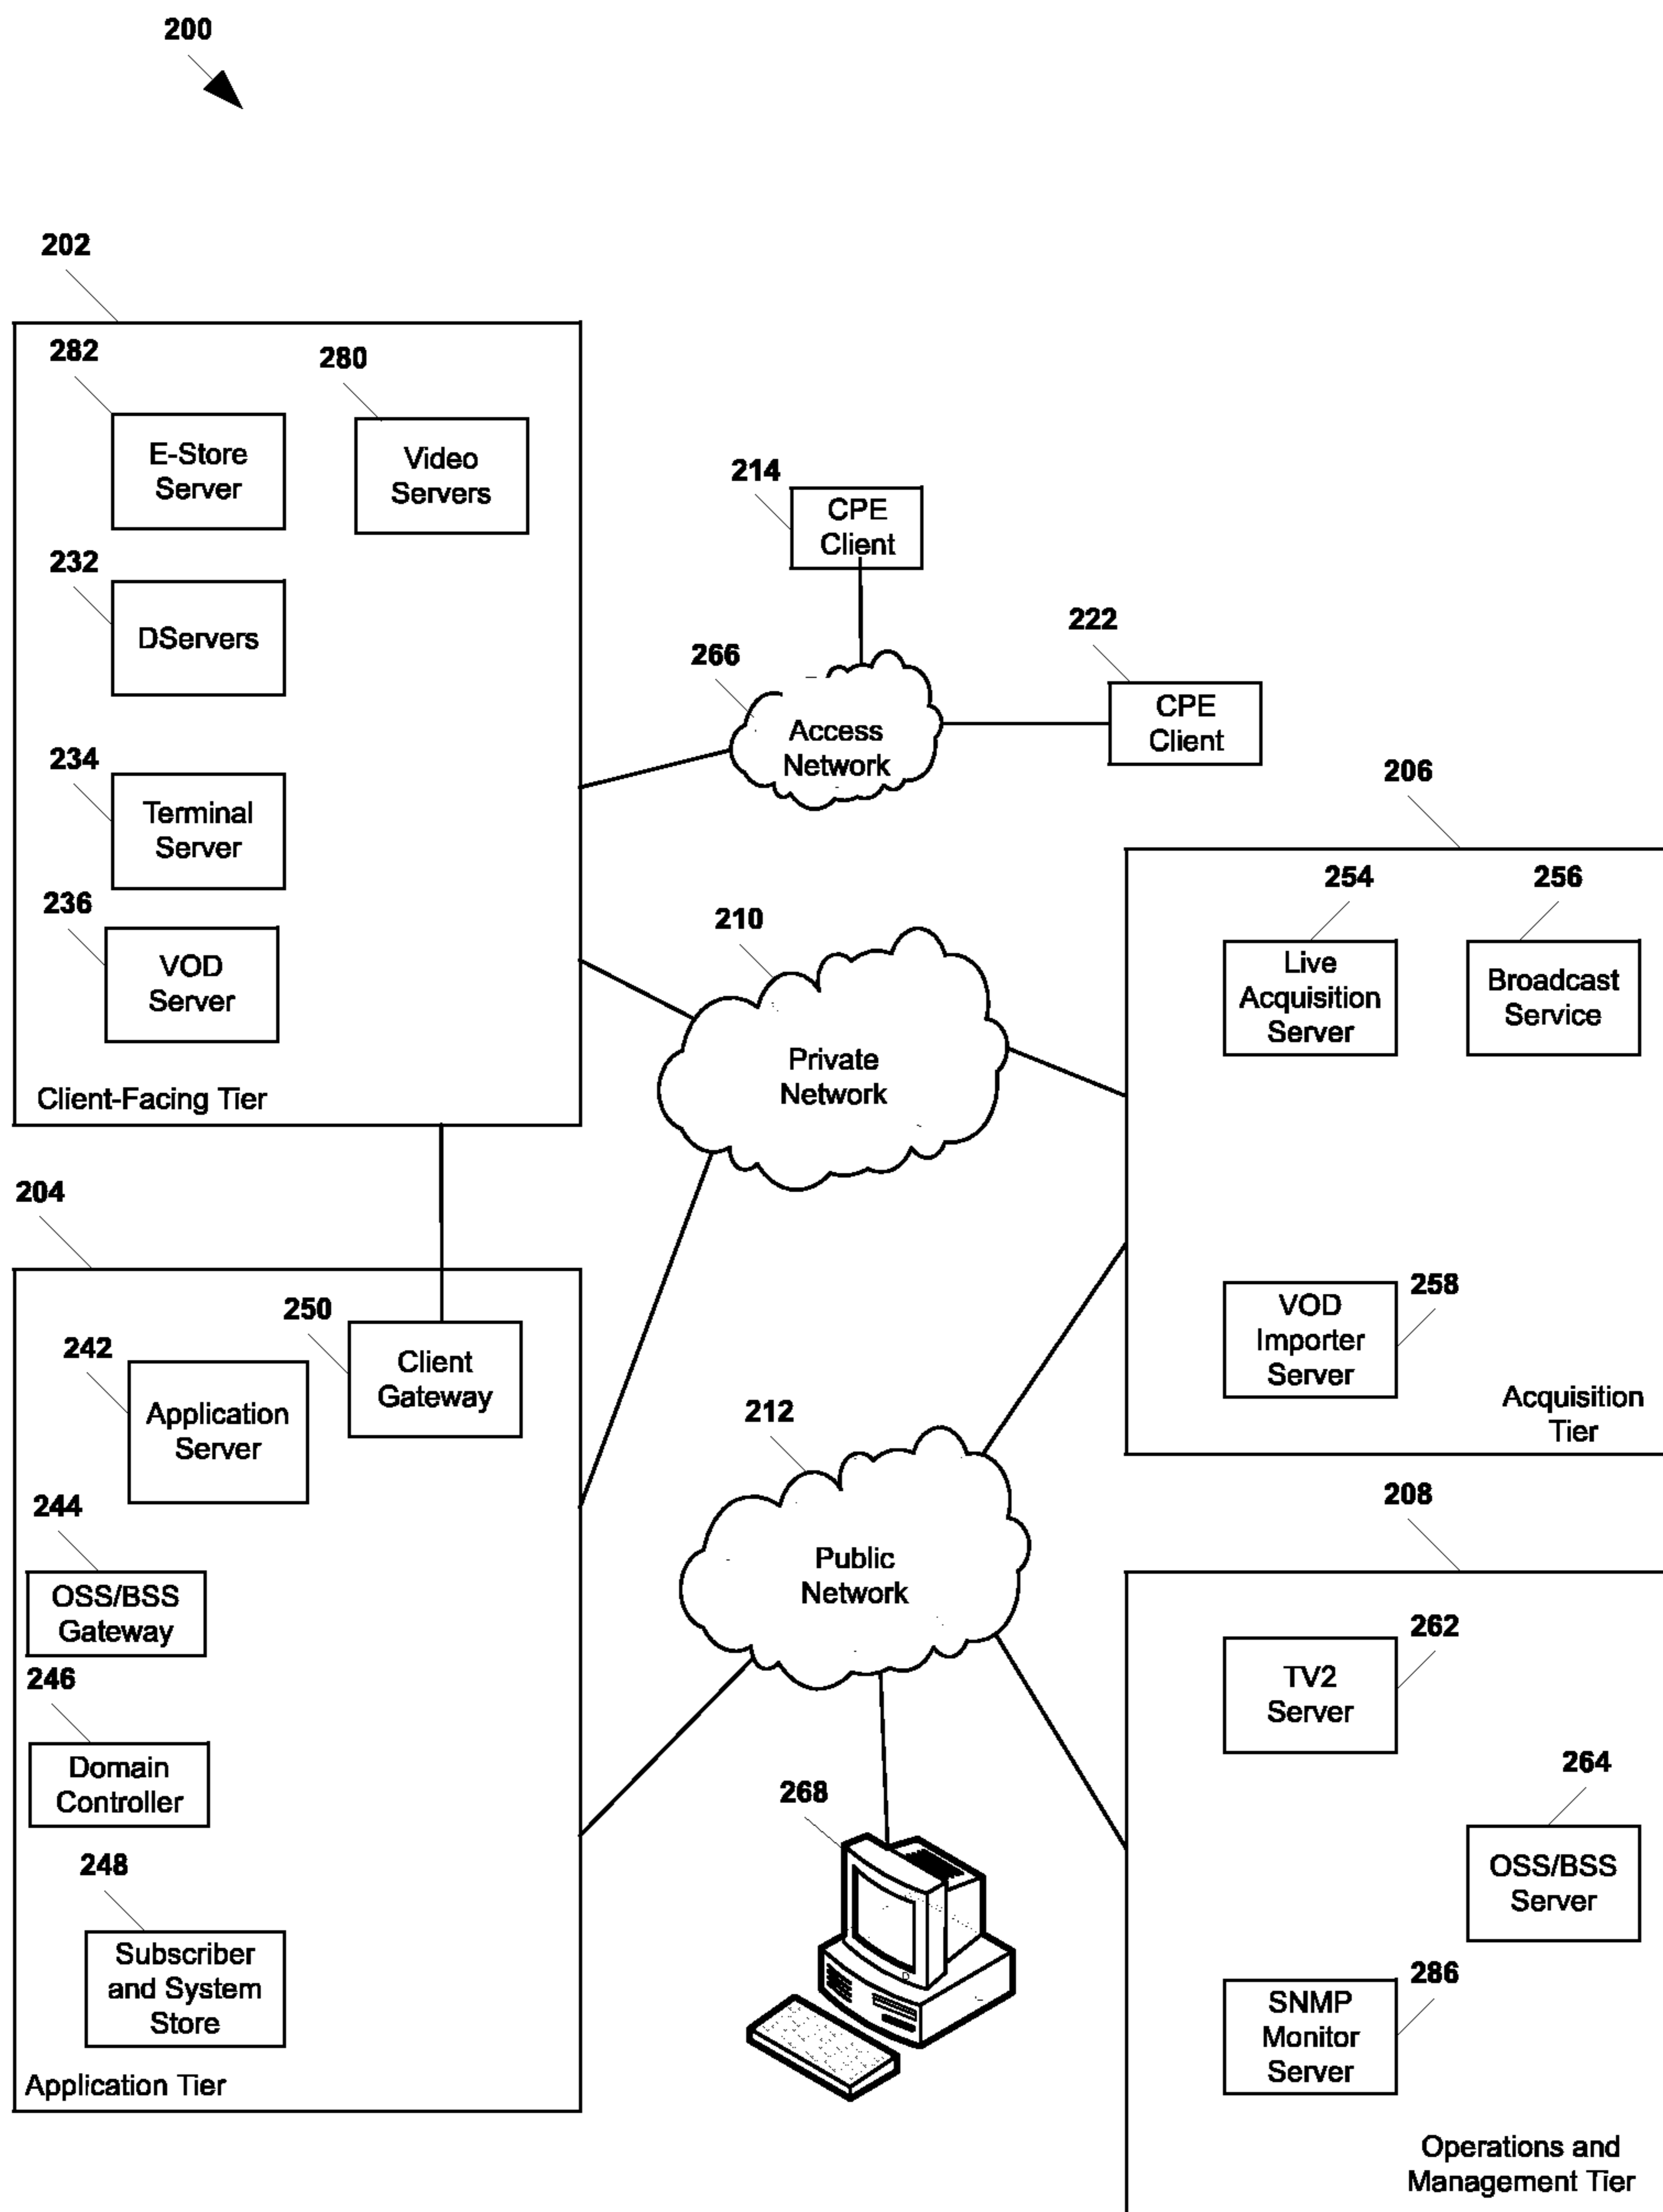 200
202
282
280
E-Store
Server
Video
Servers
232
DServers
234
Terminal
Server
236
VOD
Server
Client-Facing Tier
214
CPE
Client
222
CPE
Client
266
Access
Network
210
Private
Network
206
254
256
Live
Acquisition
Server
Broadcast
Service
258
VOD
Importer
Server
Acquisition
Tier
204
250
Client
Gateway
242
Application
Server
244
OSS/BSS
Gateway
246
Domain
Controller
248
Subscriber
and System
Store
Application Tier
212
Public
Network
268
208
262
TV2
Server
264
OSS/BSS
Server
286
SNMP
Monitor
Server
Operations and
Management Tier